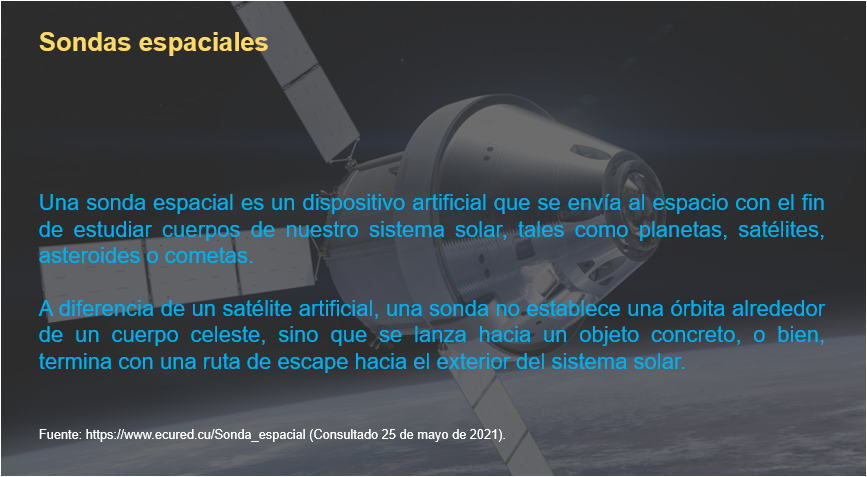 Sondas espaciales
Una sonda espacial es un dispositivo artificial que se envía al espacio con el fin
de estudiar cuerpos de nuestro sistema solar, tales como planetas, satélites,
asteroides o cometas.
A diferencia de un satélite artificial, una sonda no establece una órbita alrededor
de un cuerpo celeste, sino que se lanza hacia un objeto concreto, o bien,
termina con una ruta de escape hacia el exterior del sistema solar.
Fuente: https://www.ecured.cu/Sonda_espacial (Consultado 25 de mayo de 2021).